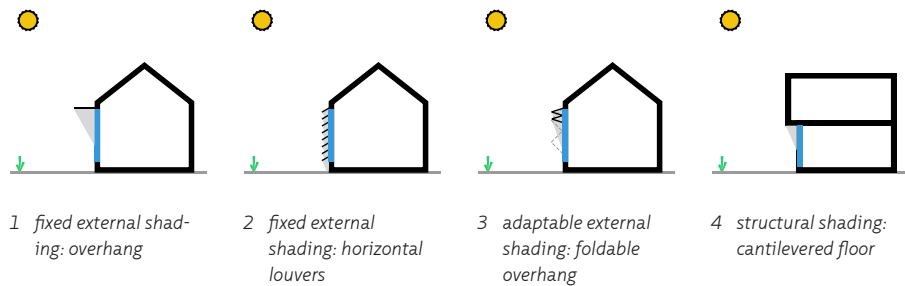 1 fixed external shad-
ing: overhang
2 fixed external
shading: horizontal
louvers
3 adaptable external
shading: foldable
overhang
4 structural shading:
cantilevered floor